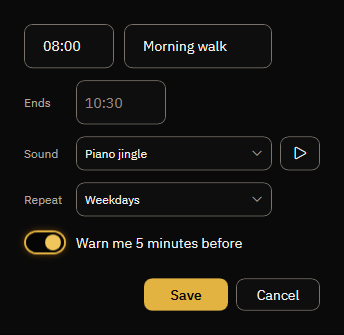 08:00 Morning walk
Ends 10:30
Sound Piano jingle
Repeat Weekdays
Warn me 5 minutes before
Save Cancel